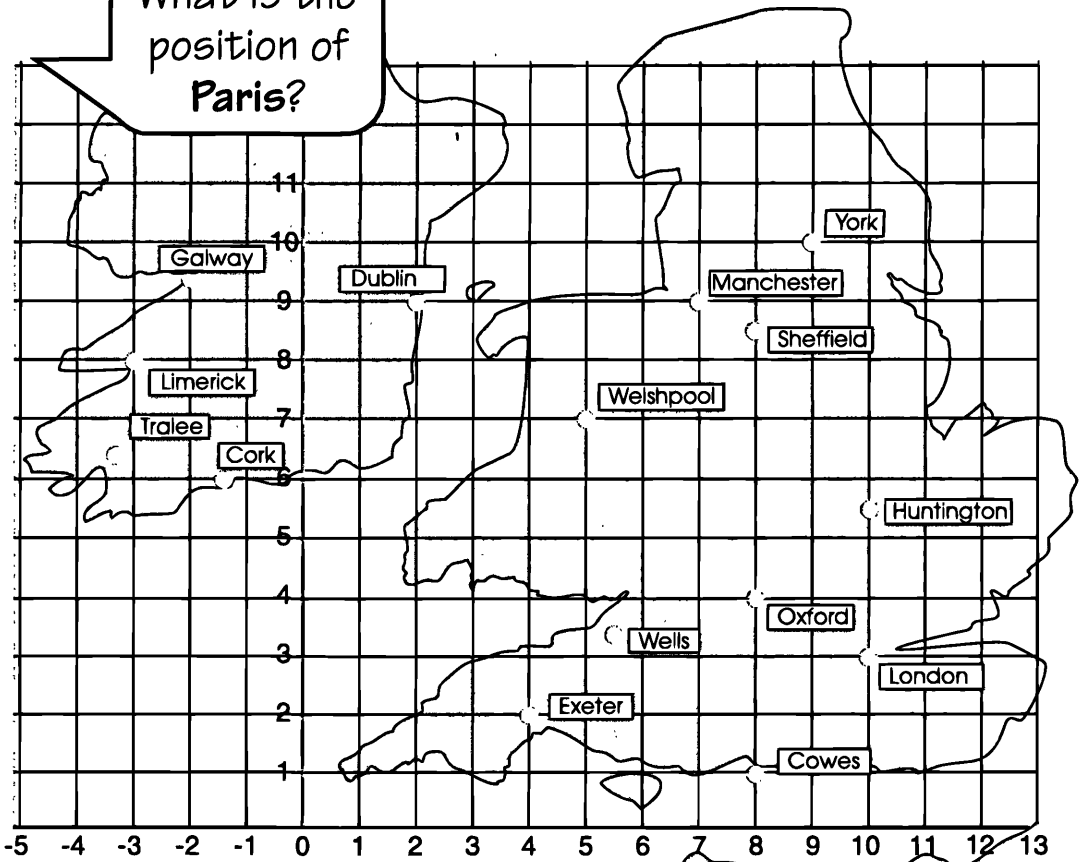 What is the
position of
Paris?
11
10
York
Galway
Dublin
Manchester
9
Sheffield
8
Limerick
Welshpool
7
Tralee
Cork
6
Huntington
5
4
Oxford
Wells
3
London
Exeter
2
Cowes
1
-5 -4 -3 -2 -1 0 1 2 3 4 5 6 7 8 9 10 11 12 13